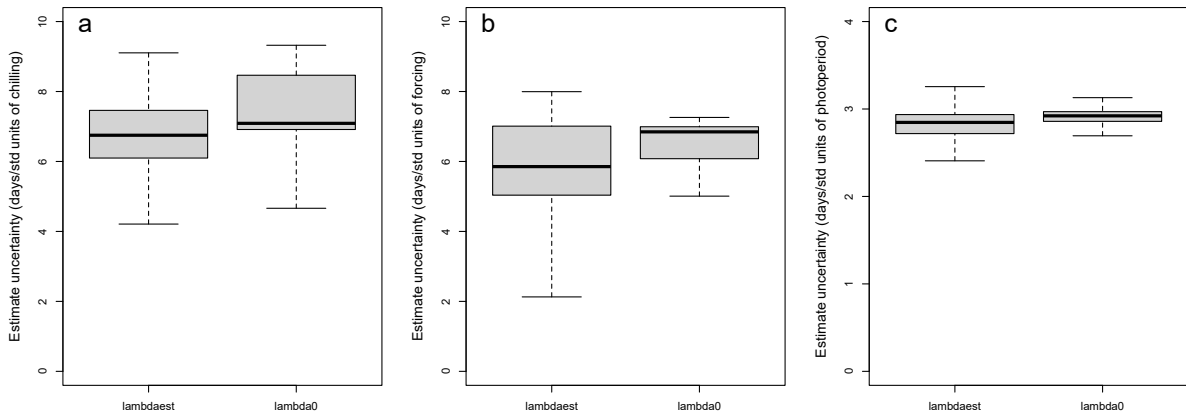 a
Estimate uncertainty (days/std units of chilling)
10
8
6
4
2
0
lambdaest
lambda0
b
Estimate uncertainty (days/std units of forcing)
10
8
6
4
2
0
lambdaest
lambda0
c
Estimate uncertainty (days/std units of photoperiod)
4
3
2
1
0
lambdaest
lambda0